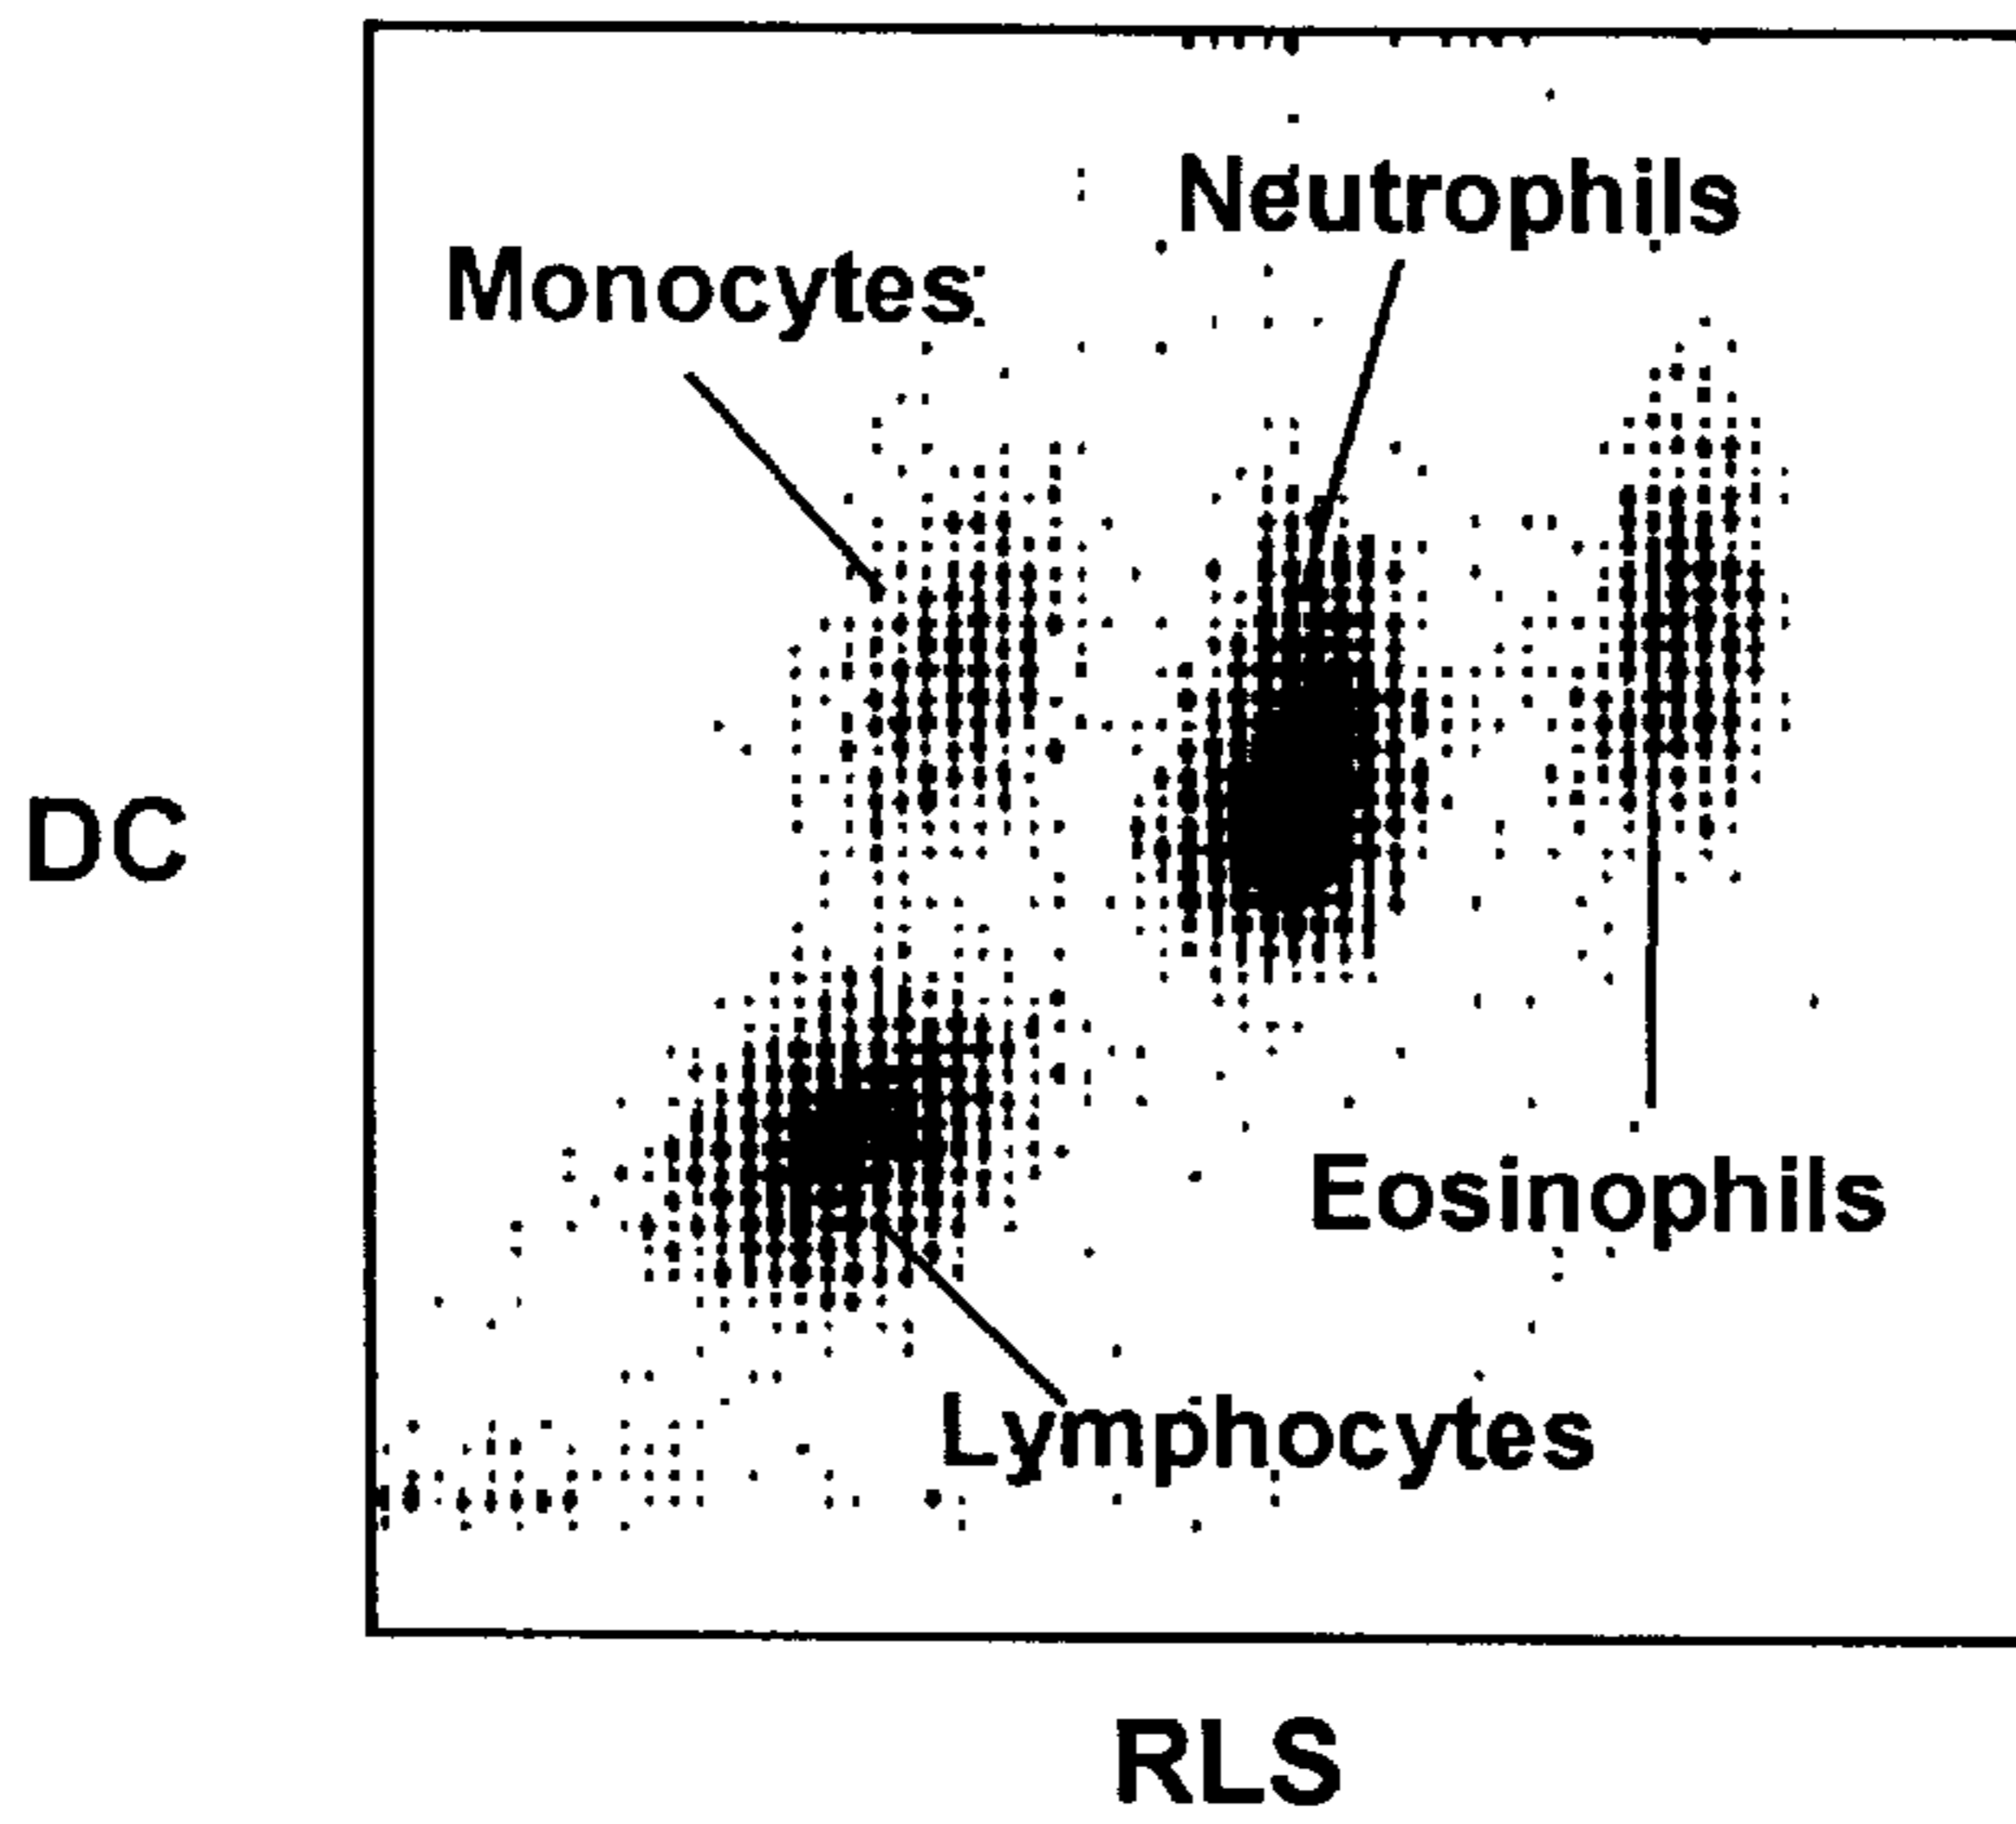 Neutrophils
Monocytes
DC
Eosinophils
Lymphocytes
RLS